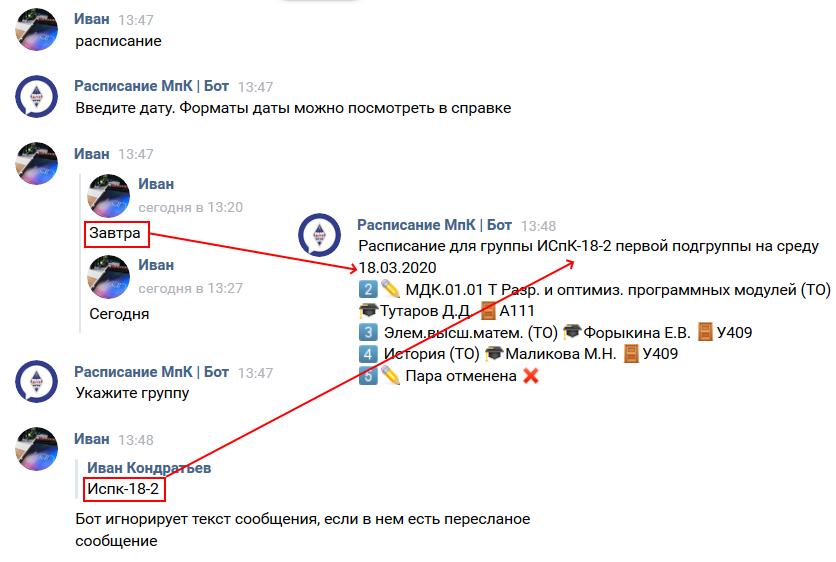 Иван 13:47
расписание
Расписание МпК | Бот 13:47
Введите дату. Форматы даты можно посмотреть в справке
Иван 13:47
Иван
сегодня в 13:20
Завтра
Иван
сегодня в 13:27
Сегодня
Расписание МпК | Бот 13:47
Укажите группу
Иван 13:48
Иван Кондратьев
Испк-18-2
Бот игнорирует текст сообщения, если в нем есть пересланое
сообщение
Расписание МпК | Бот 13:48
Расписание для группы ИСпК-18-2 первой подгруппы на среду
18.03.2020
2 МДК.01.01 Т Разр. и оптимиз. программных модулей (ТО)
Тутаров Д.Д. А111
3 Элем.высш.матем. (ТО) Форыкина Е.В. У409
4 История (ТО) Маликова М.Н. У409
5 Пара отменена